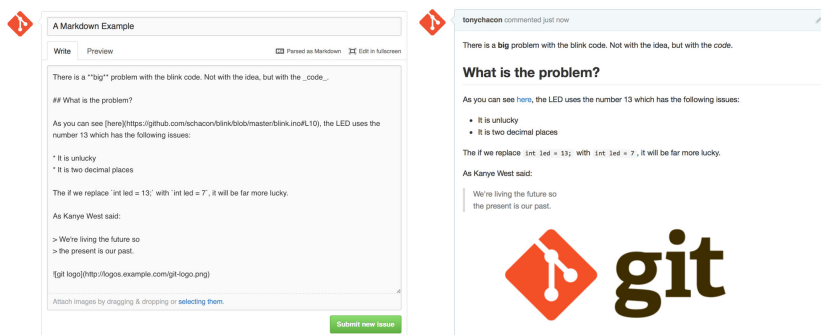 A Markdown Example
Write Preview Parsed as Markdown Edit in fullscreen
There is a **big** problem with the blink code. Not with the idea, but with the _code_.
## What is the problem?
As you can see [here](https://github.com/schacon/blink/blob/master/blink.ino#L10), the LED uses the
number 13 which has the following issues:
* It is unlucky
* It is two decimal places
The if we replace `int led = 13;` with `int led = 7`, it will be far more lucky.
As Kanye West said:
> We're living the future so
> the present is our past.
![git logo](http://logos.example.com/git-logo.png)
Attach images by dragging & dropping or selecting them.
Submit new issue
tonychacon commented just now
There is a big problem with the blink code. Not with the idea, but with the code.
What is the problem?
As you can see here, the LED uses the number 13 which has the following issues:
• It is unlucky
• It is two decimal places
The if we replace int led = 13; with int led = 7 , it will be far more lucky.
As Kanye West said:
We're living the future so
the present is our past.
git